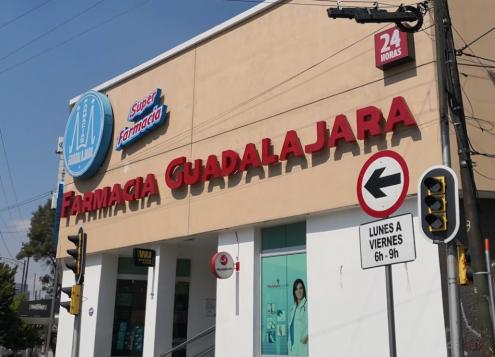 24
HORAS
Super
Farmacia
FARMACIA GUADALAJARA
LUNES A
VIERNES
6h - 9h